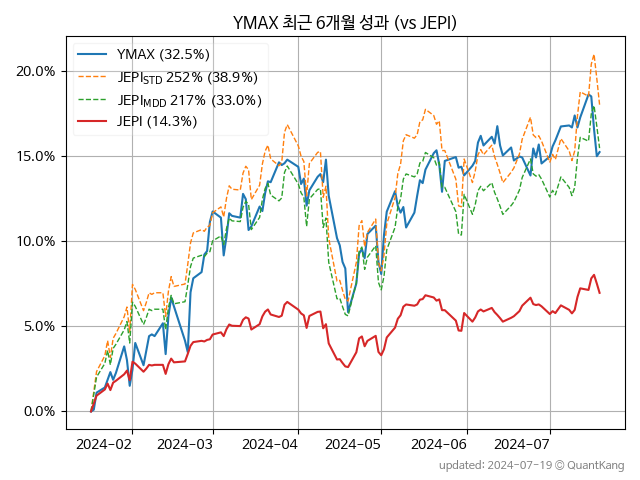 YMAX 최근 6개월 성과 (vs JEPI)
YMAX (32.5%)
JEPI_STD 252% (38.9%)
JEPI_MDD 217% (33.0%)
JEPI (14.3%)
20.0%
15.0%
10.0%
5.0%
0.0%
2024-02 2024-03 2024-04 2024-05 2024-06 2024-07
updated: 2024-07-19 © QuantKang